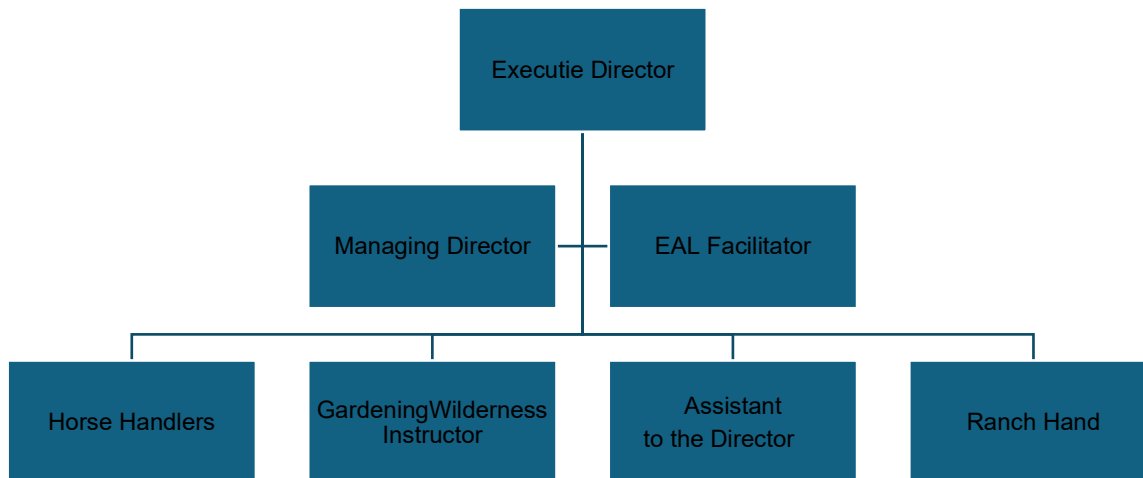 Executie Director
Managing Director
EAL Facilitator
Horse Handlers
GardeningWilderness
Instructor
Assistant
to the Director
Ranch Hand